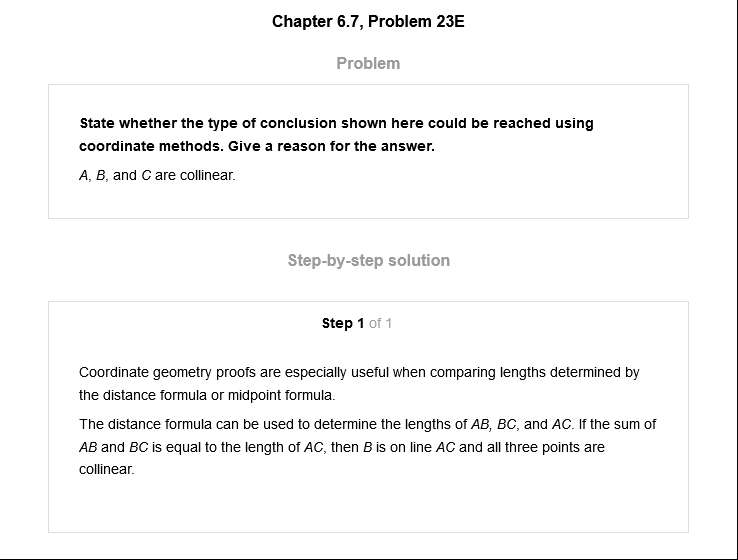 Chapter 6.7, Problem 23E
Problem
State whether the type of conclusion shown here could be reached using
coordinate methods. Give a reason for the answer.
A, B, and C are collinear.
Step-by-step solution
Step 1 of 1
Coordinate geometry proofs are especially useful when comparing lengths determined by
the distance formula or midpoint formula.
The distance formula can be used to determine the lengths of AB, BC, and AC. If the sum of
AB and BC is equal to the length of AC, then B is on line AC and all three points are
collinear.